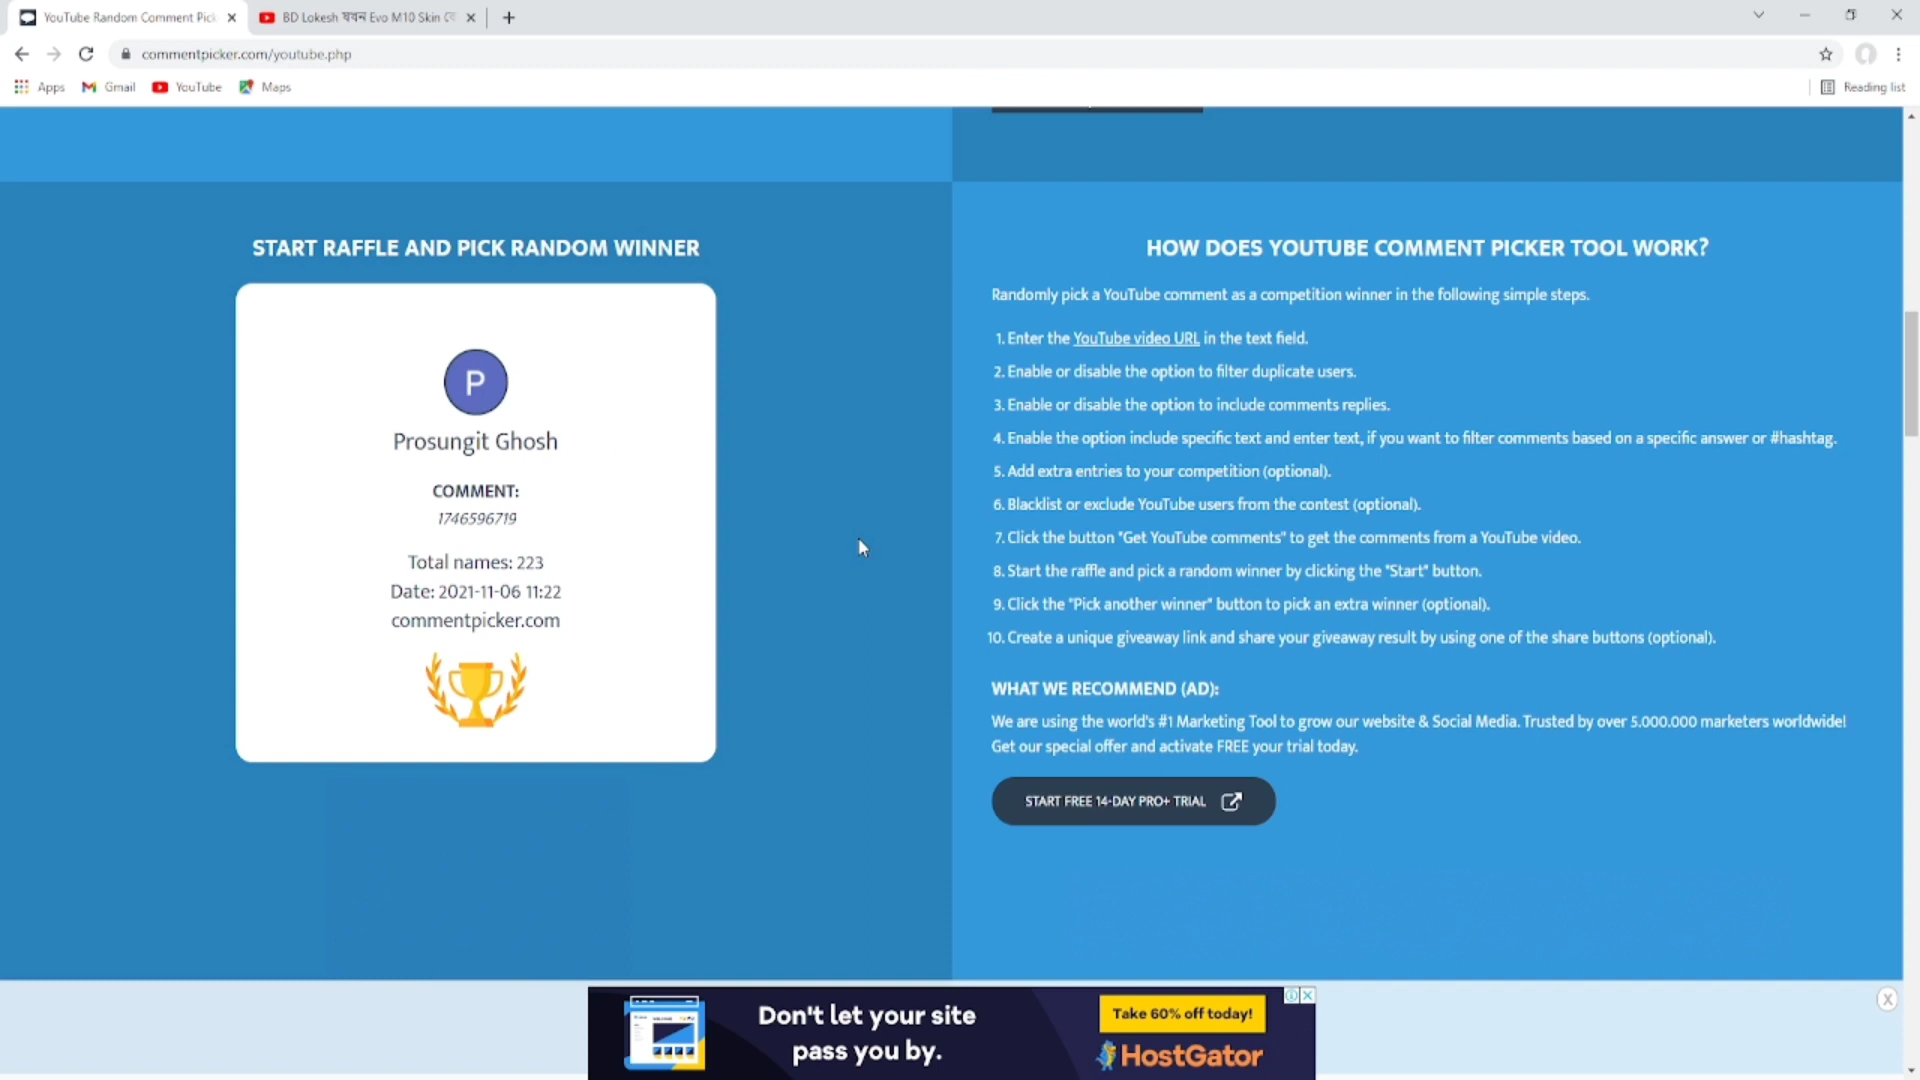 YouTube Random Comment Pick
BD Lokesh যখন Evo M10 Skin
commentpicker.com/youtube.php
Apps
Gmail
YouTube
Maps
Reading list
START RAFFLE AND PICK RANDOM WINNER
P
Prosungit Ghosh
COMMENT:
1746596719
Total names: 223
Date: 2021-11-06 11:22
commentpicker.com
HOW DOES YOUTUBE COMMENT PICKER TOOL WORK?
Randomly pick a YouTube comment as a competition winner in the following simple steps.
1. Enter the YouTube video URL in the text field.
2. Enable or disable the option to filter duplicate users.
3. Enable or disable the option to include comments replies.
4. Enable the option include specific text and enter text, if you want to filter comments based on a specific answer or #hashtag.
5. Add extra entries to your competition (optional).
6. Blacklist or exclude YouTube users from the contest (optional).
7. Click the button "Get YouTube comments" to get the comments from a YouTube video.
8. Start the raffle and pick a random winner by clicking the "Start" button.
9. Click the "Pick another winner" button to pick an extra winner (optional).
10. Create a unique giveaway link and share your giveaway result by using one of the share buttons (optional).
WHAT WE RECOMMEND (AD):
We are using the world's #1 Marketing Tool to grow our website & Social Media. Trusted by over 5.000.000 marketers worldwide!
Get our special offer and activate FREE your trial today.
START FREE 14-DAY PRO+ TRIAL
Don't let your site
pass you by.
Take 60% off today!
HostGator